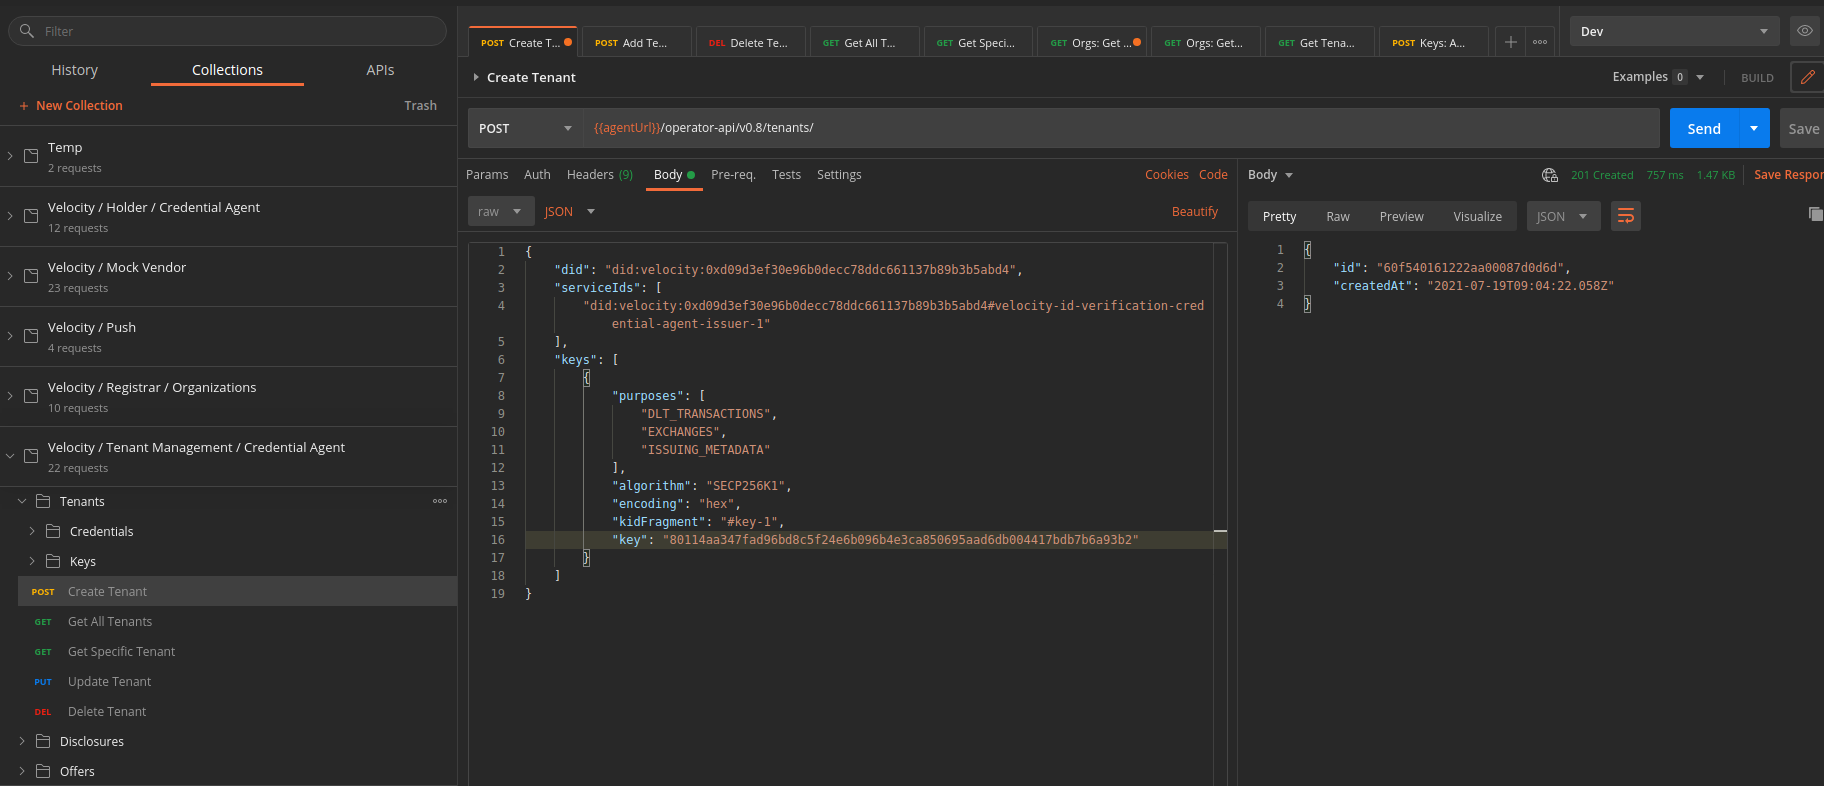 Filter
History
Collections
APIs
+ New Collection
Trash
Temp
2 requests
Velocity / Holder / Credential Agent
12 requests
Velocity / Mock Vendor
23 requests
Velocity / Push
4 requests
Velocity / Registrar / Organizations
10 requests
Velocity / Tenant Management / Credential Agent
22 requests
Tenants
Credentials
Keys
POST Create Tenant
GET Get All Tenants
GET Get Specific Tenant
PUT Update Tenant
DEL Delete Tenant
Disclosures
Offers
POST Create T...
POST Add Te...
DEL Delete Te...
GET Get All T...
GET Get Speci...
GET Orgs: Get ...
GET Orgs: Get...
GET Get Tena...
POST Keys: A...
Dev
Create Tenant
Examples 0
BUILD
POST
{{agentUrl}}/operator-api/v0.8/tenants/
Send
Save
Params Auth Headers (9) Body Pre-req. Tests Settings
Cookies Code
raw
JSON
Beautify
1 {
2 "did": "did:velocity:0xd09d3ef30e96b0decc78ddc661137b89b3b5abd4",
3 "serviceIds": [
4 "did:velocity:0xd09d3ef30e96b0decc78ddc661137b89b3b5abd4#velocity-id-verification-cred
ential-agent-issuer-1"
5 ],
6 "keys": [
7 {
8 "purposes": [
9 "DLT_TRANSACTIONS",
10 "EXCHANGES",
11 "ISSUING_METADATA"
12 ],
13 "algorithm": "SECP256K1",
14 "encoding": "hex",
15 "kidFragment": "#key-1",
16 "key": "80114aa347fad96bd8c5f24e6b096b4e3ca850695aad6db004417bdb7b6a93b2"
17 }
18 ]
19 }
Body
201 Created 757 ms 1.47 KB
Save Respor
Pretty Raw Preview Visualize
JSON
1 {
2 "id": "60f540161222aa00087d0d6d",
3 "createdAt": "2021-07-19T09:04:22.058Z"
4 }